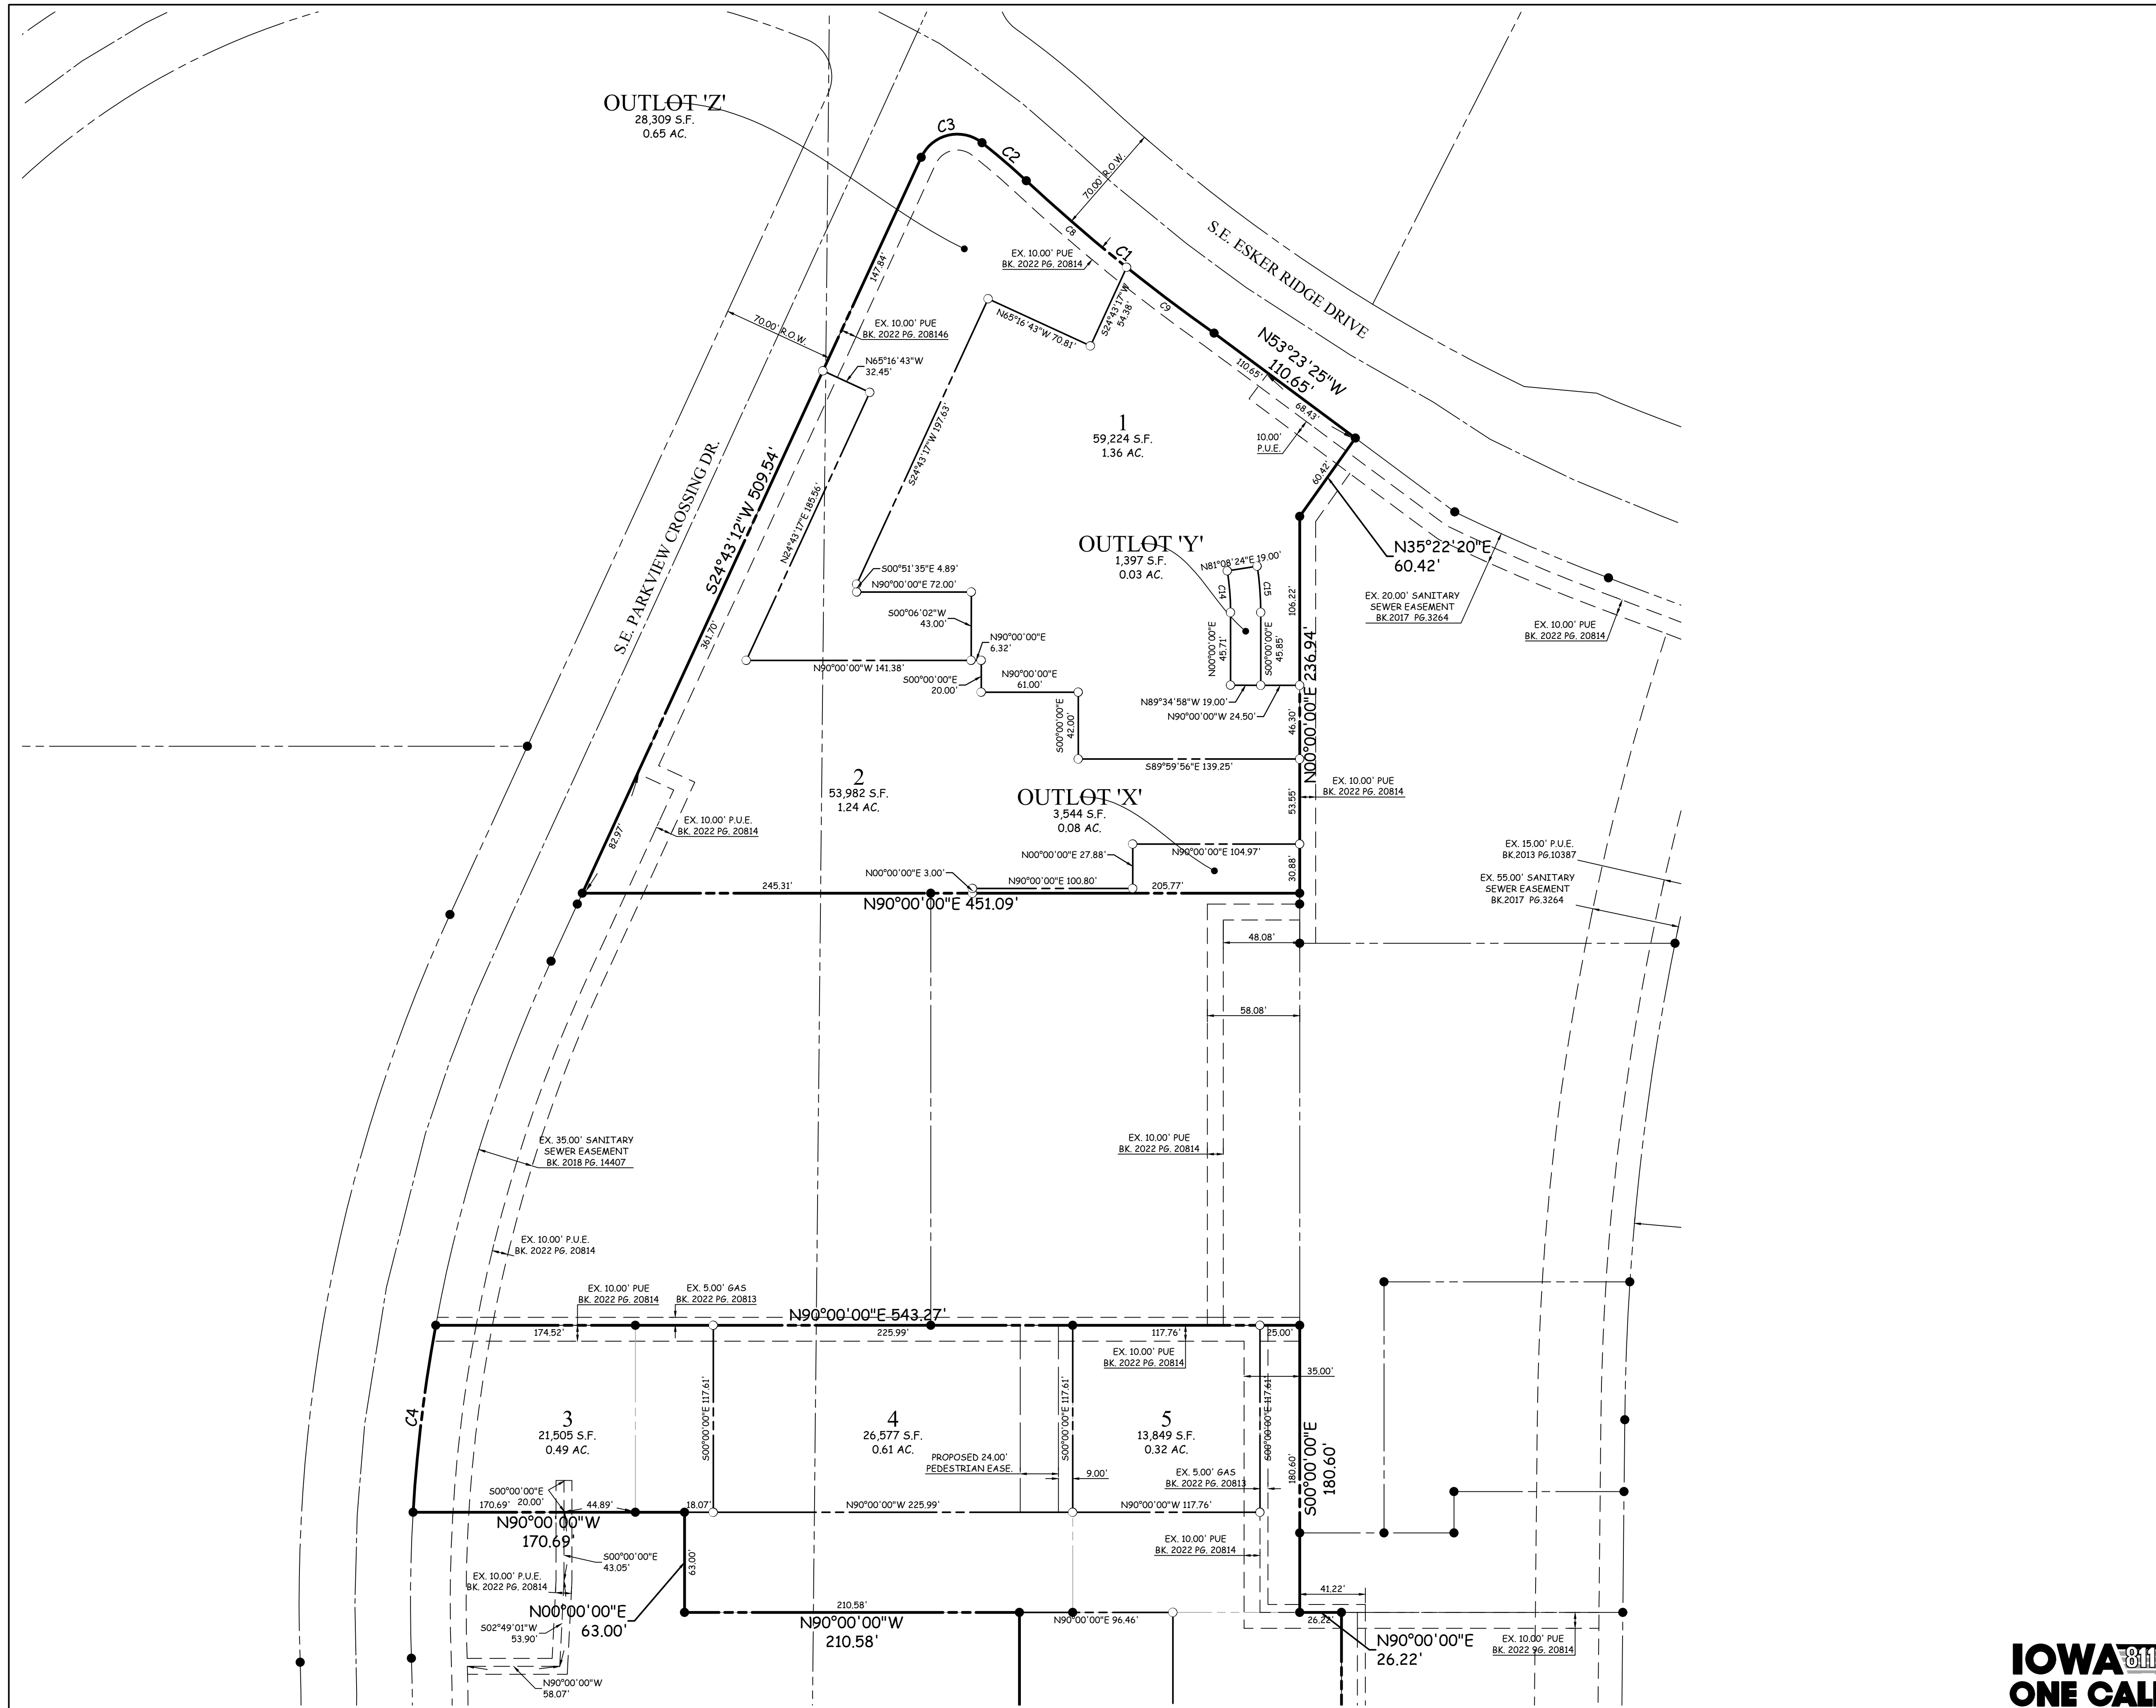 OUTLOT 'Z'
28,309 S.F.
0.65 AC.
C3
C2
70.00' R.O.W.
C8
C1
S.E. ESKER RIDGE DRIVE
EX. 10.00' PUE
BK. 2022 PG. 20814
147.84'
S24°43'17"W
54.38'
C9
N65°16'43"W 70.81'
70.00' R.O.W.
EX. 10.00' PUE
BK. 2022 PG. 208146
N65°16'43"W
32.45'
N53°23'25"W
110.65'
110.65'
68.43'
1
59,224 S.F.
1.36 AC.
10.00'
P.U.E.
S24°43'17"W 197.63'
S.E. PARKVIEW CROSSING DR.
S24°43'12"W 509.54'
N24°43'17"E 185.56'
60.42'
N35°22'20"E
60.42'
OUTLOT 'Y'
1,397 S.F.
0.03 AC.
N81°08'24"E 19.00'
C14
C15
S00°51'35"E 4.89'
N90°00'00"E 72.00'
106.22'
EX. 20.00' SANITARY
SEWER EASEMENT
BK.2017 PG.3264
EX. 10.00' PUE
BK. 2022 PG. 20814
S00°06'02"W
43.00'
361.70'
N90°00'00"E
6.32'
N00°00'00"E
45.71'
S00°00'00"E
45.85'
N90°00'00"W 141.38'
S00°00'00"E
20.00'
N90°00'00"E
61.00'
N89°34'58"W 19.00'
N90°00'00"W 24.50'
S00°00'00"E
42.00'
46.30'
N00°00'00"E 236.94'
S89°59'56"E 139.25'
2
53,982 S.F.
1.24 AC.
OUTLOT 'X'
3,544 S.F.
0.08 AC.
53.55'
EX. 10.00' PUE
BK. 2022 PG. 20814
EX. 10.00' P.U.E.
BK. 2022 PG. 20814
82.97'
N00°00'00"E 27.88'
N90°00'00"E 104.97'
EX. 15.00' P.U.E.
BK.2013 PG.10387
N00°00'00"E 3.00'
N90°00'00"E 100.80'
30.88'
EX. 55.00' SANITARY
SEWER EASEMENT
BK.2017 PG.3264
245.31'
205.77'
N90°00'00"E 451.09'
48.08'
58.08'
EX. 35.00' SANITARY
SEWER EASEMENT
BK. 2018 PG. 14407
EX. 10.00' PUE
BK. 2022 PG. 20814
EX. 10.00' P.U.E.
BK. 2022 PG. 20814
EX. 10.00' PUE
BK. 2022 PG. 20814
EX. 5.00' GAS
BK. 2022 PG. 20813
N90°00'00"E 543.27'
174.52'
225.99'
117.76'
25.00'
EX. 10.00' PUE
BK. 2022 PG. 20814
35.00'
C4
3
21,505 S.F.
0.49 AC.
S00°00'00"E 117.61'
4
26,577 S.F.
0.61 AC.
S00°00'00"E 117.61'
5
13,849 S.F.
0.32 AC.
S00°00'00"E 117.61'
180.60'
S00°00'00"E
180.60'
PROPOSED 24.00'
PEDESTRIAN EASE.
9.00'
EX. 5.00' GAS
BK. 2022 PG. 20813
S00°00'00"E
20.00'
170.69'
44.89'
18.07'
N90°00'00"W 225.99'
N90°00'00"W 117.76'
N90°00'00"W
170.69'
EX. 10.00' PUE
BK. 2022 PG. 20814
S00°00'00"E
43.05'
63.00'
EX. 10.00' P.U.E.
BK. 2022 PG. 20814
41.22'
N00°00'00"E
63.00'
210.58'
N90°00'00"W
210.58'
N90°00'00"E 96.46'
26.22'
S02°49'01"W
53.90'
N90°00'00"E
26.22'
EX. 10.00' PUE
BK. 2022 PG. 20814
N90°00'00"W
58.07'
IOWA 811
ONE CALL